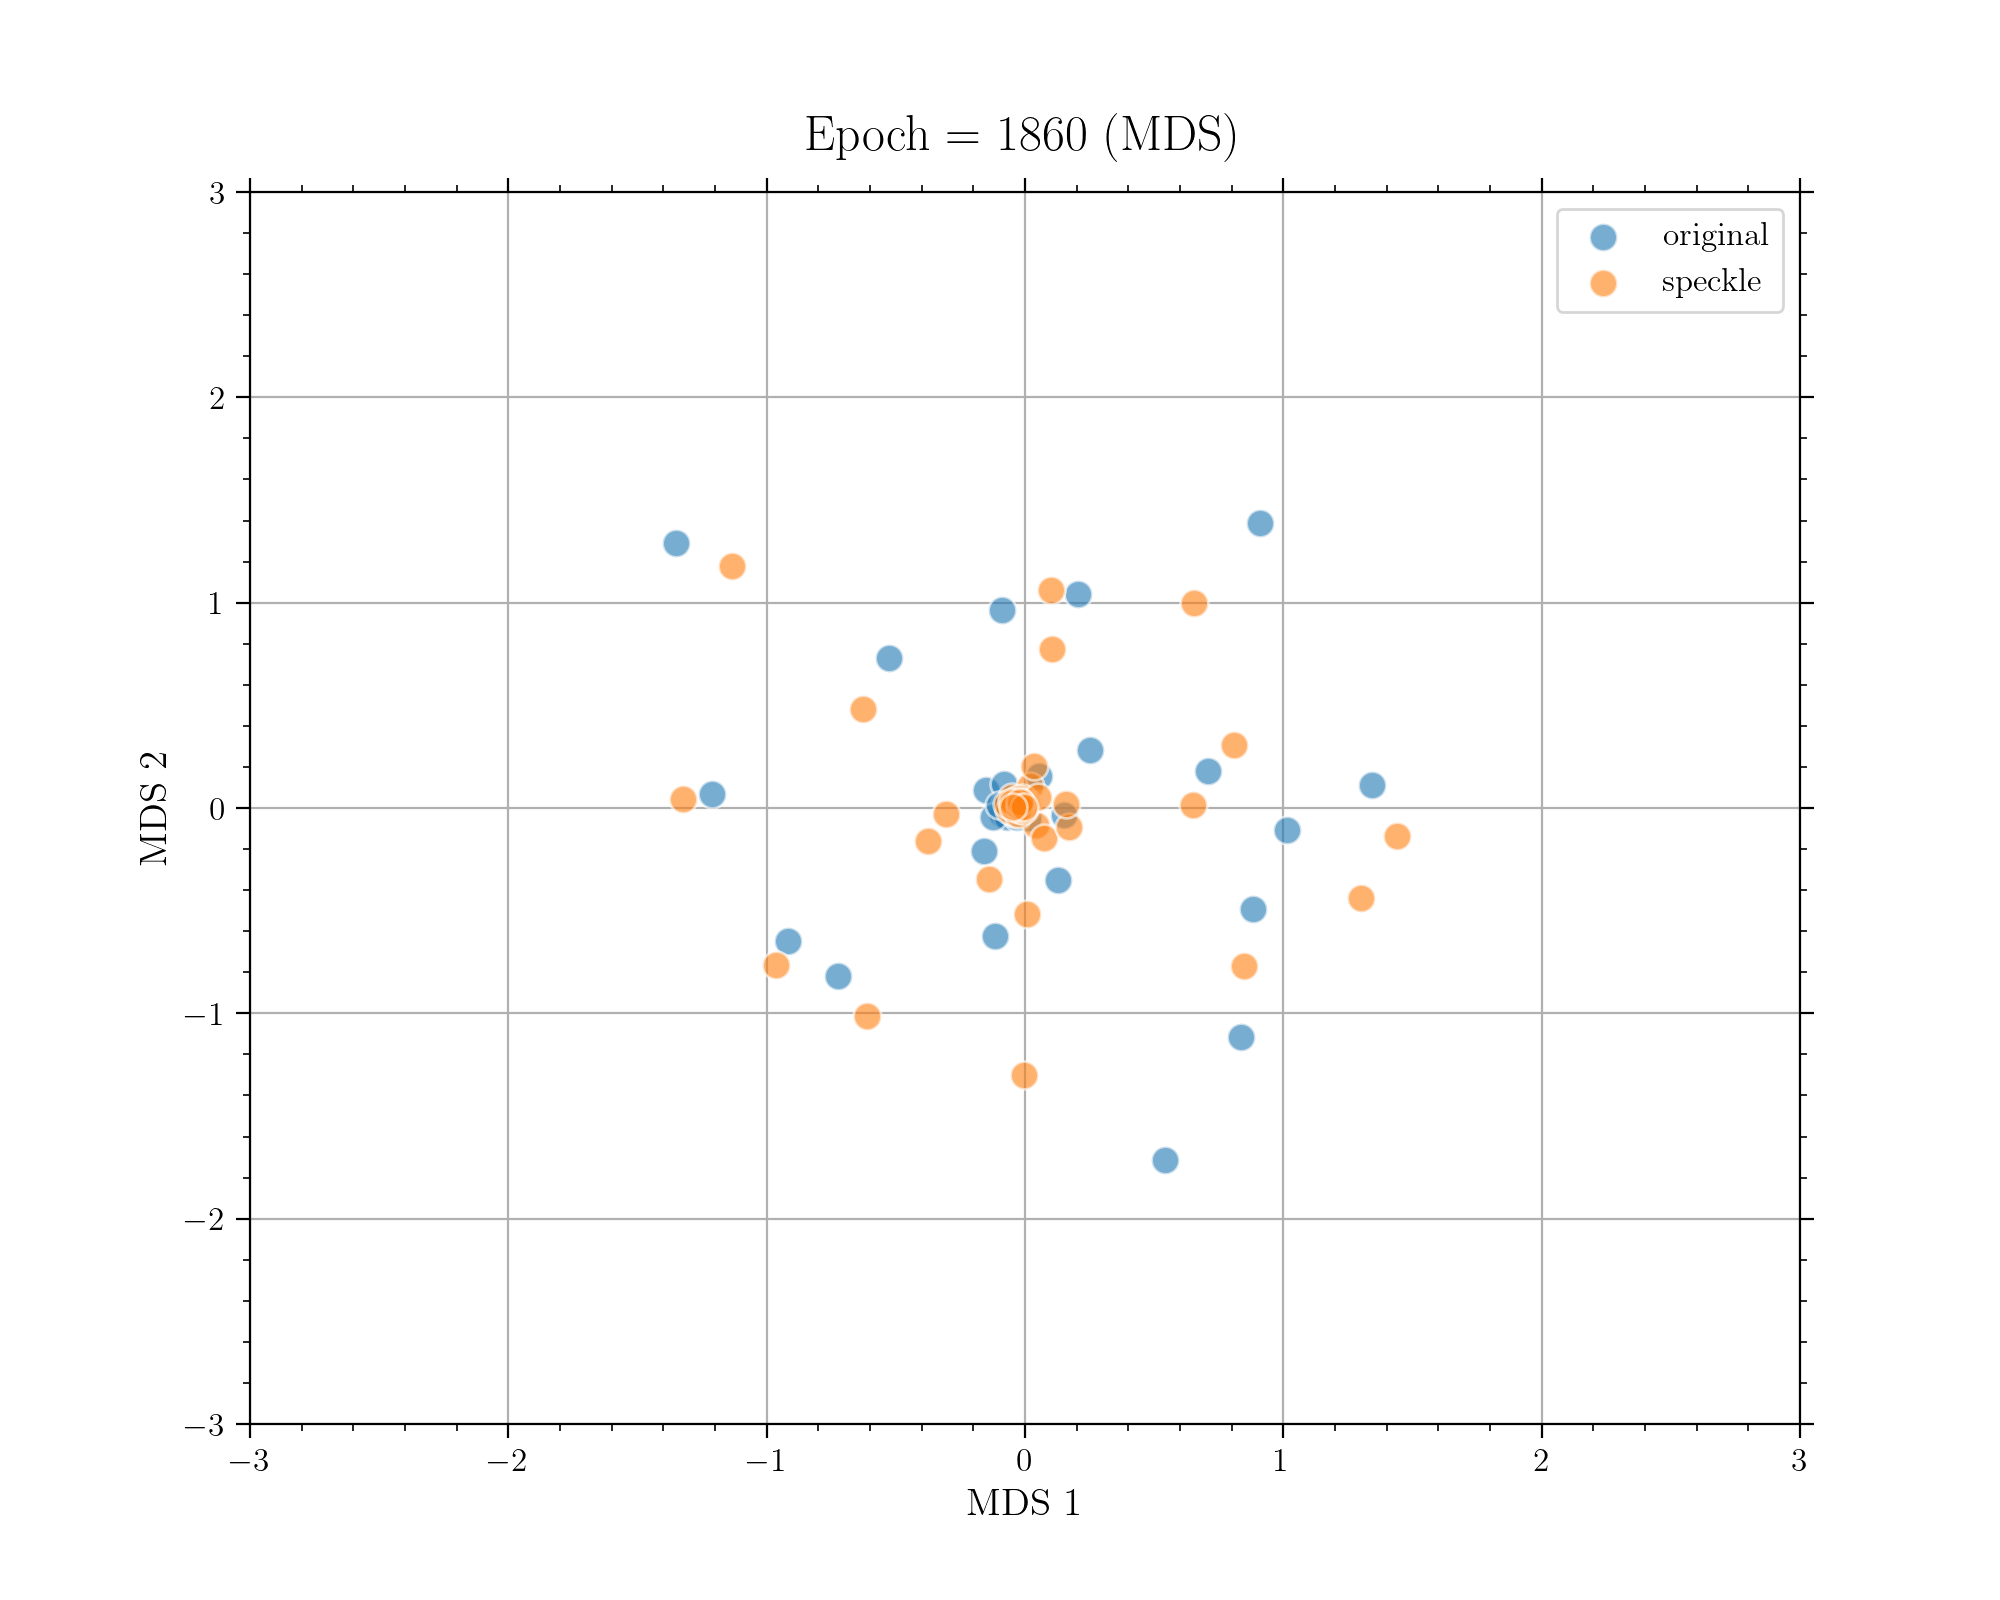 Epoch = 1860 (MDS)
original
speckle
3
2
1
0
−1
−2
−3
MDS 2
−3 −2 −1 0 1 2 3
MDS 1